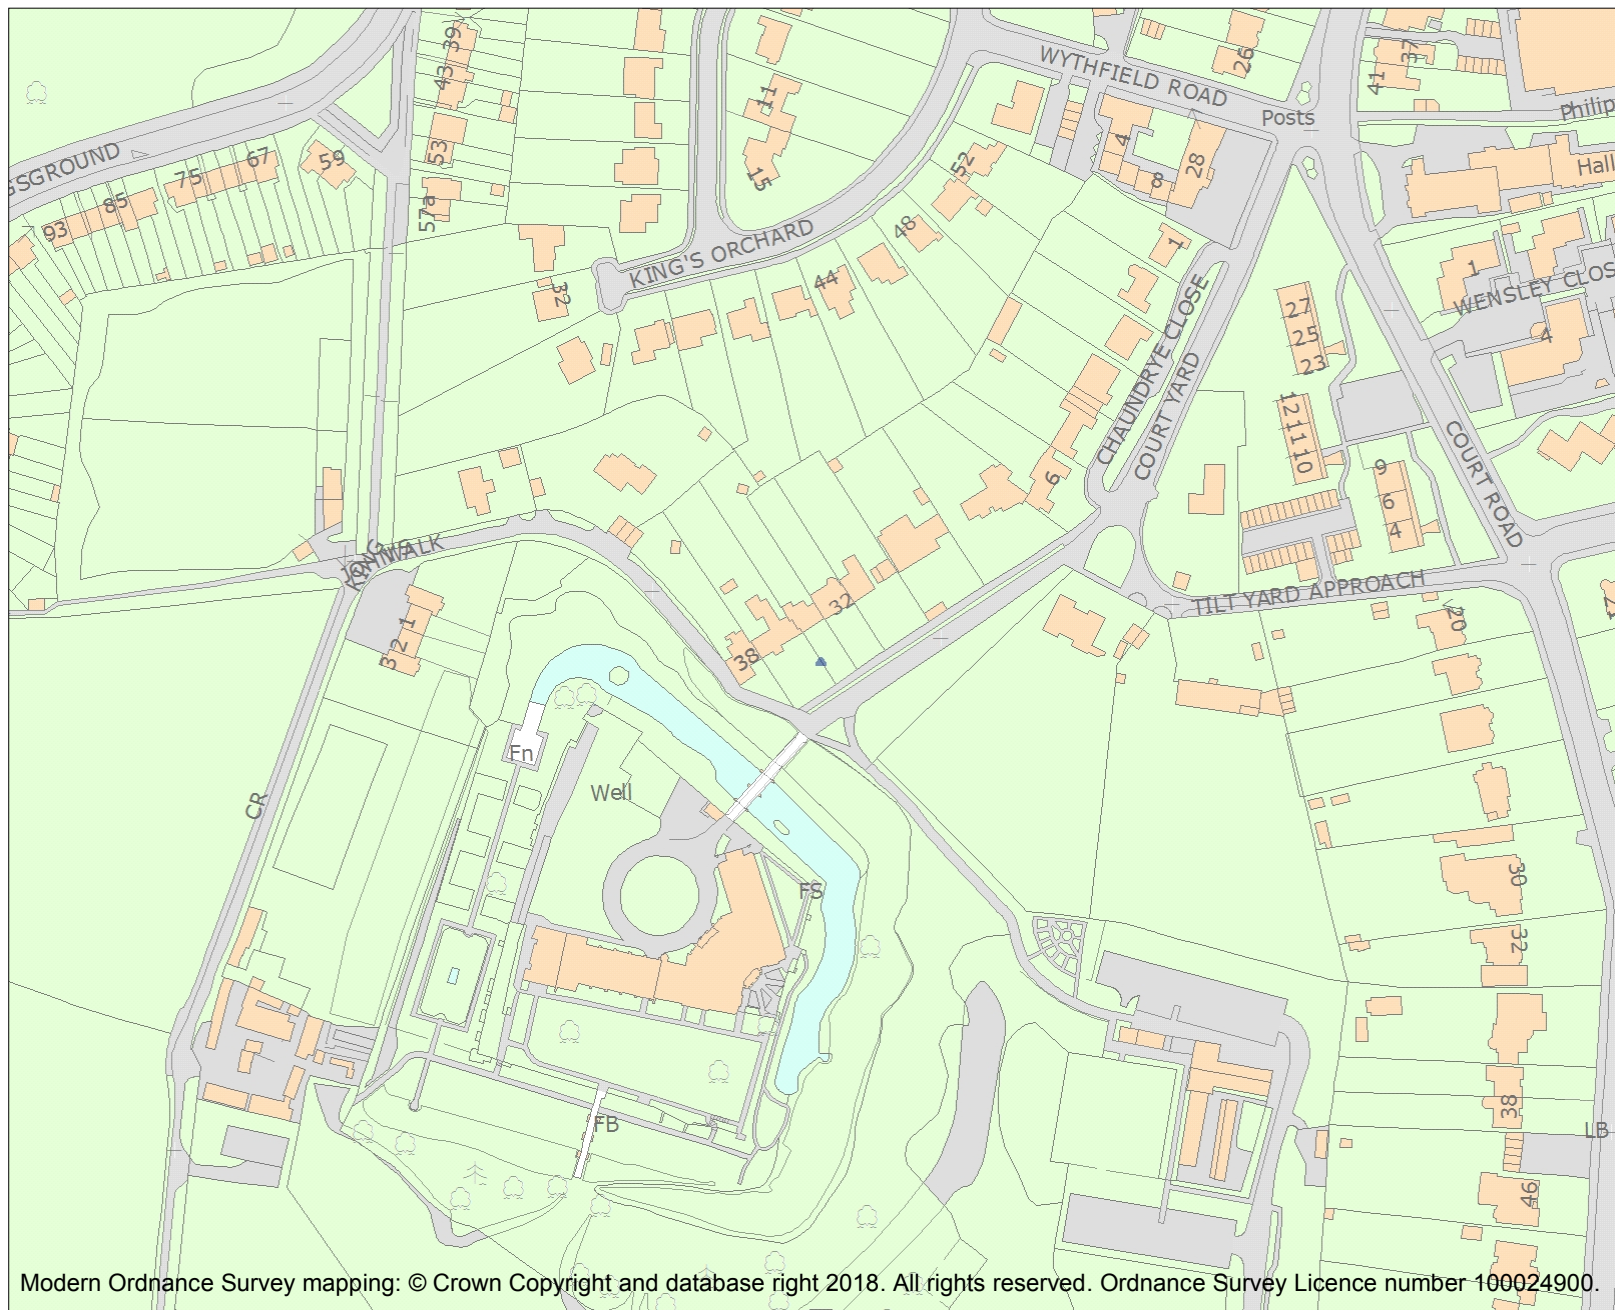 39
43
53
57a
GSGROUND
93
85
75
67
59
11
15
WYTHFIELD ROAD
26
Posts
41
37
Philip
Hall
4
8
28
52
48
44
KING'S ORCHARD
32
1
CHAUNDRYE CLOSE
COURT YARD
6
27
25
23
12
11
10
9
6
4
1
WENSLEY CLOS
4
COURT ROAD
TILT YARD APPROACH
20
KING
JOHN'S
WALK
1
2
3
32
38
Fn
Well
CR
FS
FB
30
32
38
LB
46
Modern Ordnance Survey mapping: © Crown Copyright and database right 2018. All rights reserved. Ordnance Survey Licence number 100024900.